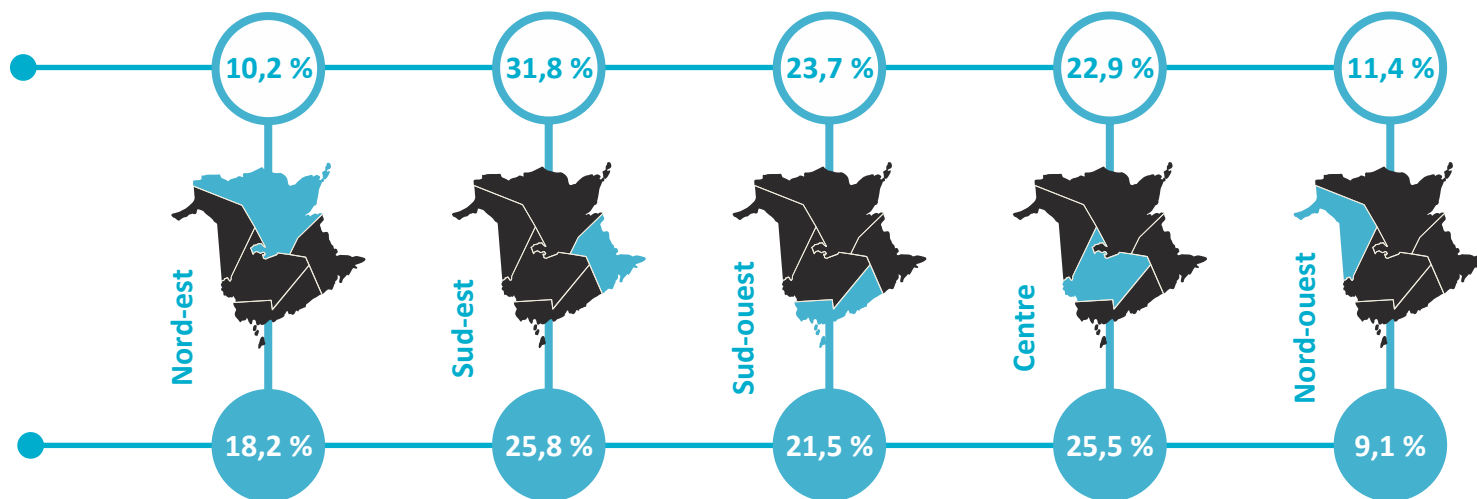 10,2 %
31,8 %
23,7 %
22,9 %
11,4 %
Nord-est
Sud-est
Sud-ouest
Centre
Nord-ouest
18,2 %
25,8 %
21,5 %
25,5 %
9,1 %